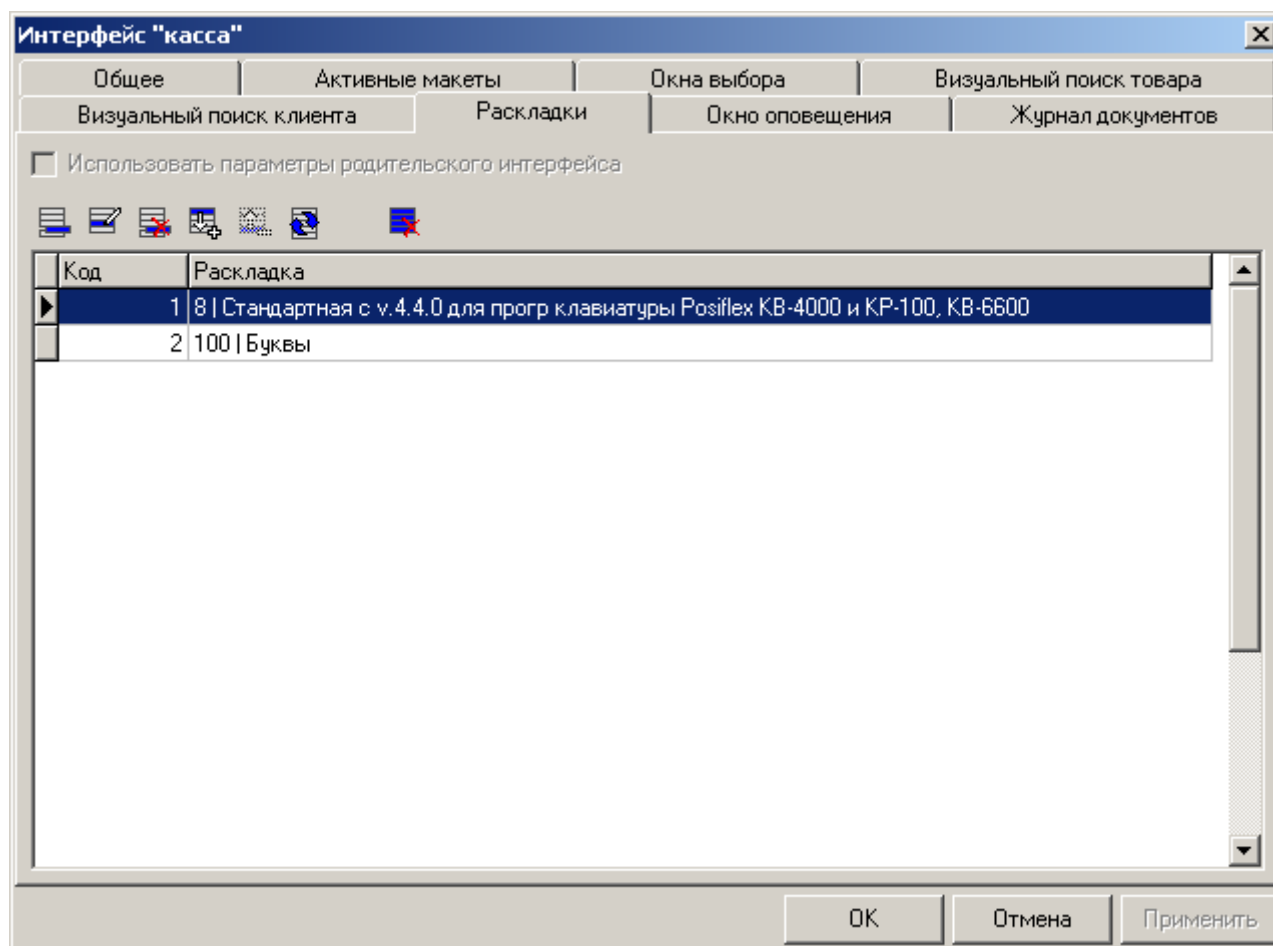 Интерфейс "касса"
Общее Активные макеты Окна выбора Визуальный поиск товара
Визуальный поиск клиента Раскладки Окно оповещения Журнал документов
Использовать параметры родительского интерфейса
Код Раскладка
1 8 | Стандартная с v.4.4.0 для прогр клавиатуры Posiflex KB-4000 и KP-100, KB-6600
2 100 | Буквы
OK Отмена Применить